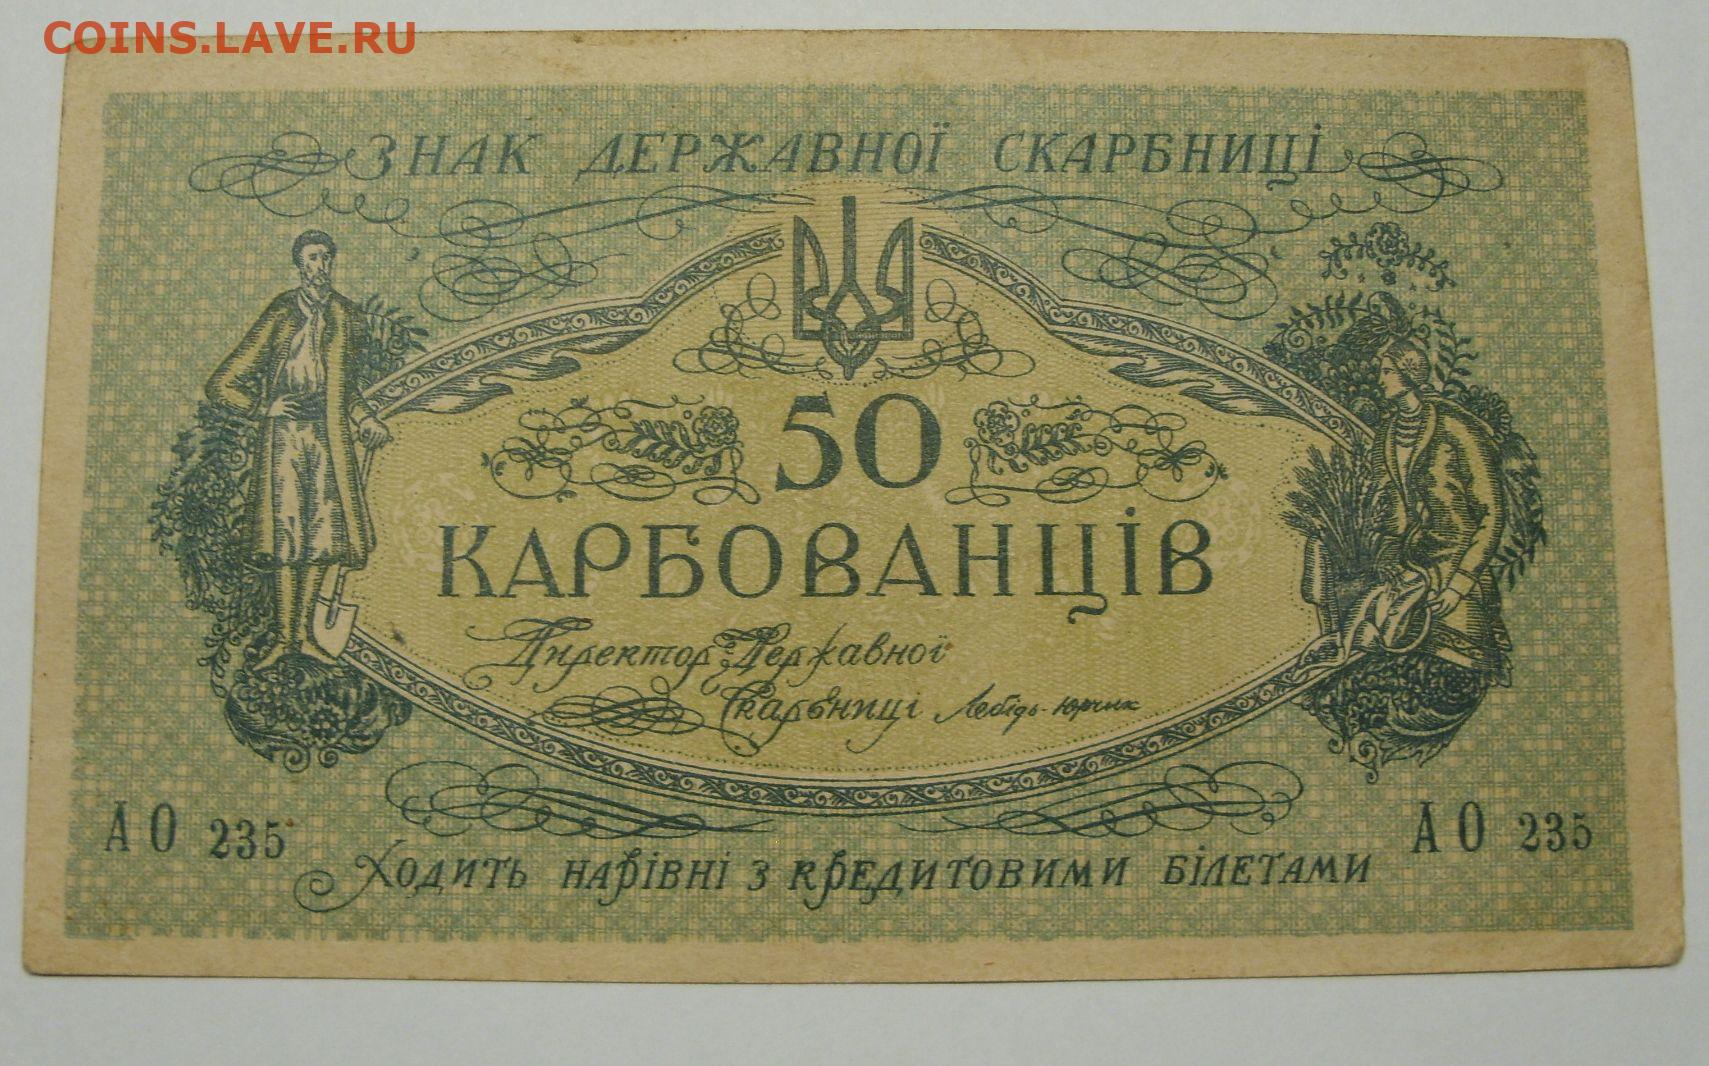 COINS.LAVE.RU
ЗНАК ДЕРЖАВНОЇ СКАРБНИЦІ
50
КАРБОВАНЦІВ
Директор Державної
Скарбниці Лебідь-Юрчик
АО 235 АО 235
ХОДИТЬ НАРІВНІ З КРЕДИТОВИМИ БІЛЕТАМИ